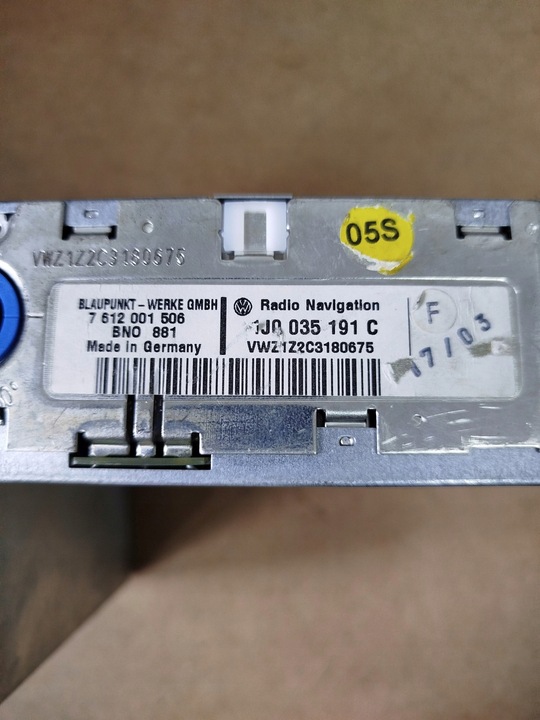 05S
VWZ1Z2C3180675
BLAUPUNKT - WERKE GMBH
7 612 001 506
BNO 881
Made in Germany
Radio Navigation
1J0 035 191 C
VWZ1Z2C3180675
F
17/03